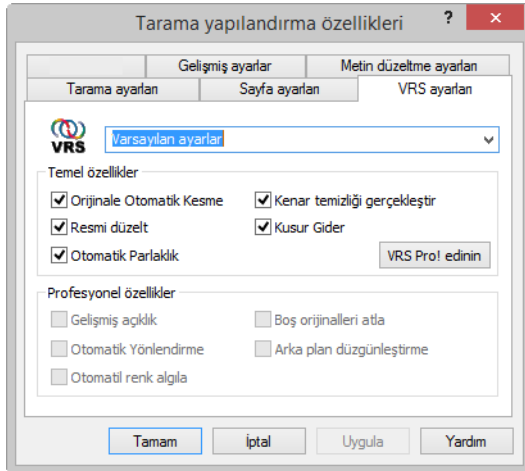 Tarama yapılandırma özellikleri ? ×
Gelişmiş ayarlar Metin düzeltme ayarları
Tarama ayarları Sayfa ayarları VRS ayarları
VRS Varsayılan ayarlar
Temel özellikler
Orijinale Otomatik Kesme Kenar temizliği gerçekleştir
Resmi düzelt Kusur Gider
Otomatik Parlaklık VRS Pro! edinin
Profesyonel özellikler
Gelişmiş açıklık Boş orijinalleri atla
Otomatik Yönlendirme Arka plan düzgünleştirme
Otomatil renk algıla
Tamam İptal Uygula Yardım